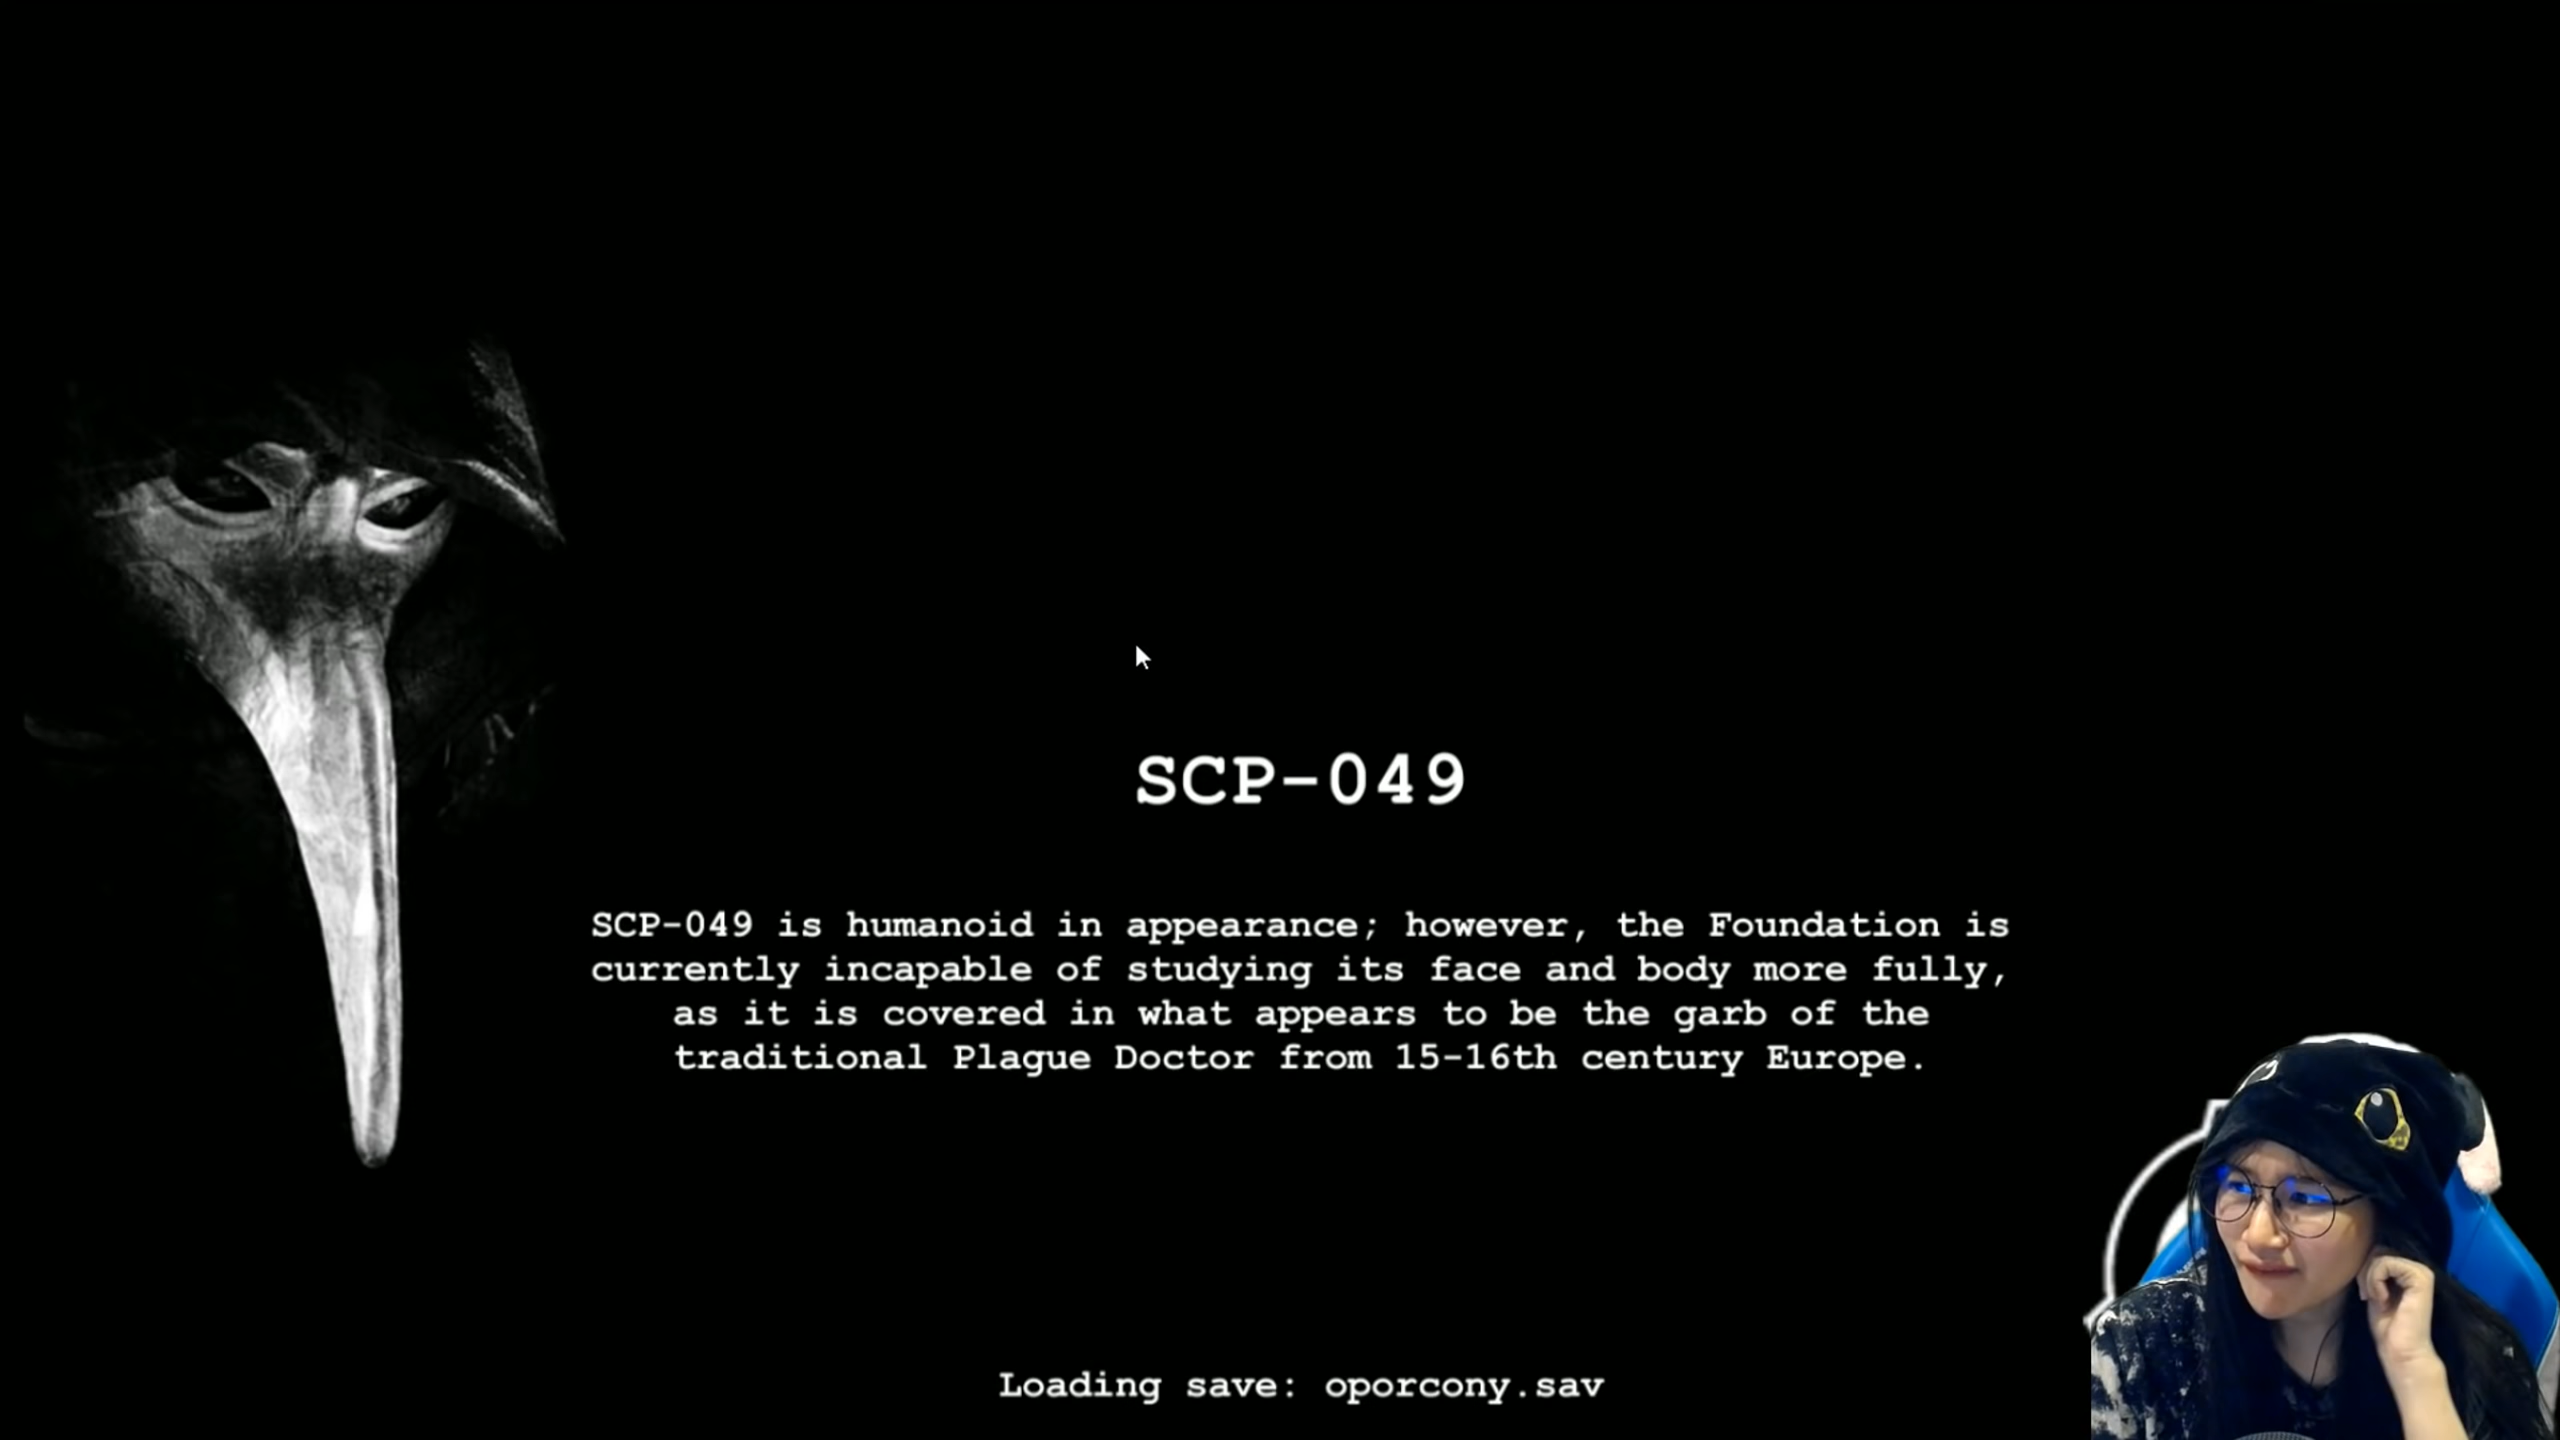 SCP-049
SCP-049 is humanoid in appearance; however, the Foundation is
currently incapable of studying its face and body more fully,
as it is covered in what appears to be the garb of the
traditional Plague Doctor from 15-16th century Europe.
Loading save: oporcony.sav